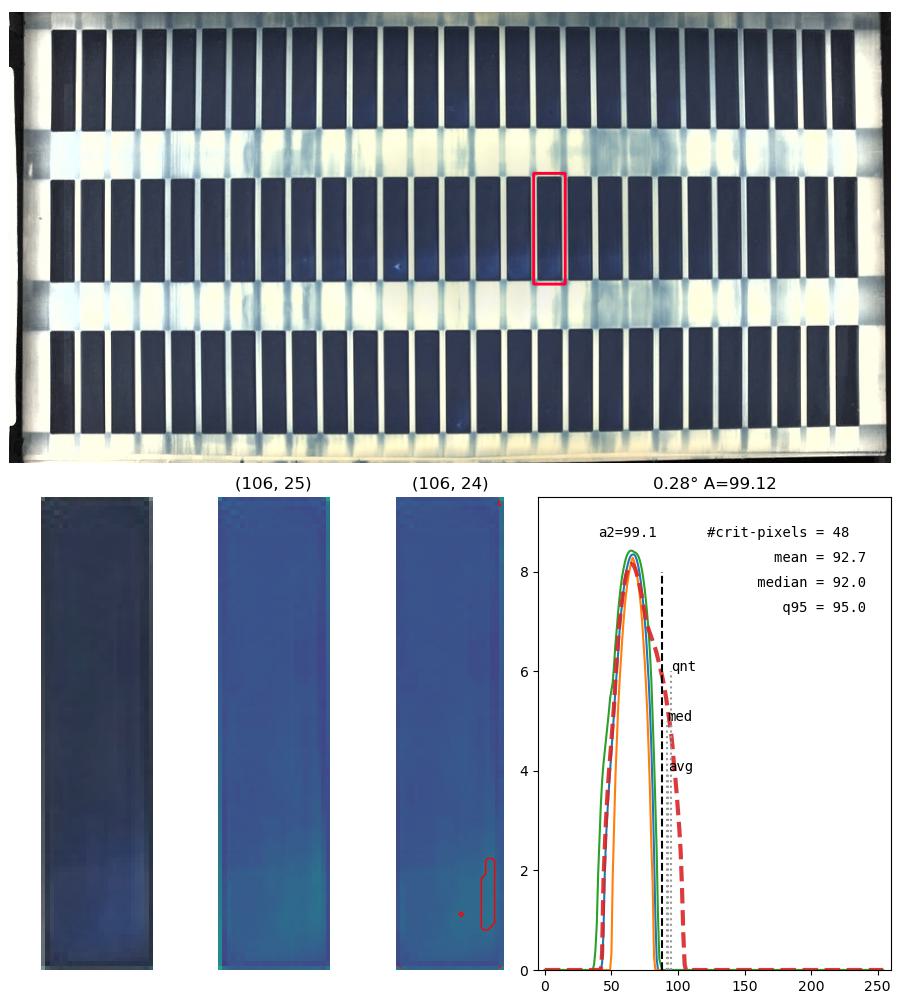 (106, 25)
(106, 24)
0.28° A=99.12
a2=99.1
#crit-pixels = 48
mean = 92.7
median = 92.0
q95 = 95.0
qnt
med
avg
8
6
4
2
0
0 50 100 150 200 250